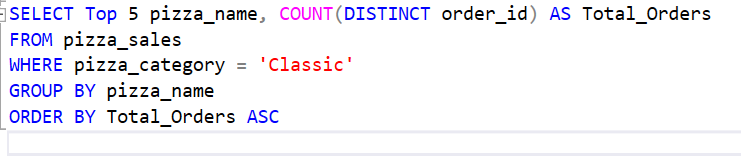 SELECT Top 5 pizza_name, COUNT(DISTINCT order_id) AS Total_Orders
FROM pizza_sales
WHERE pizza_category = 'Classic'
GROUP BY pizza_name
ORDER BY Total_Orders ASC